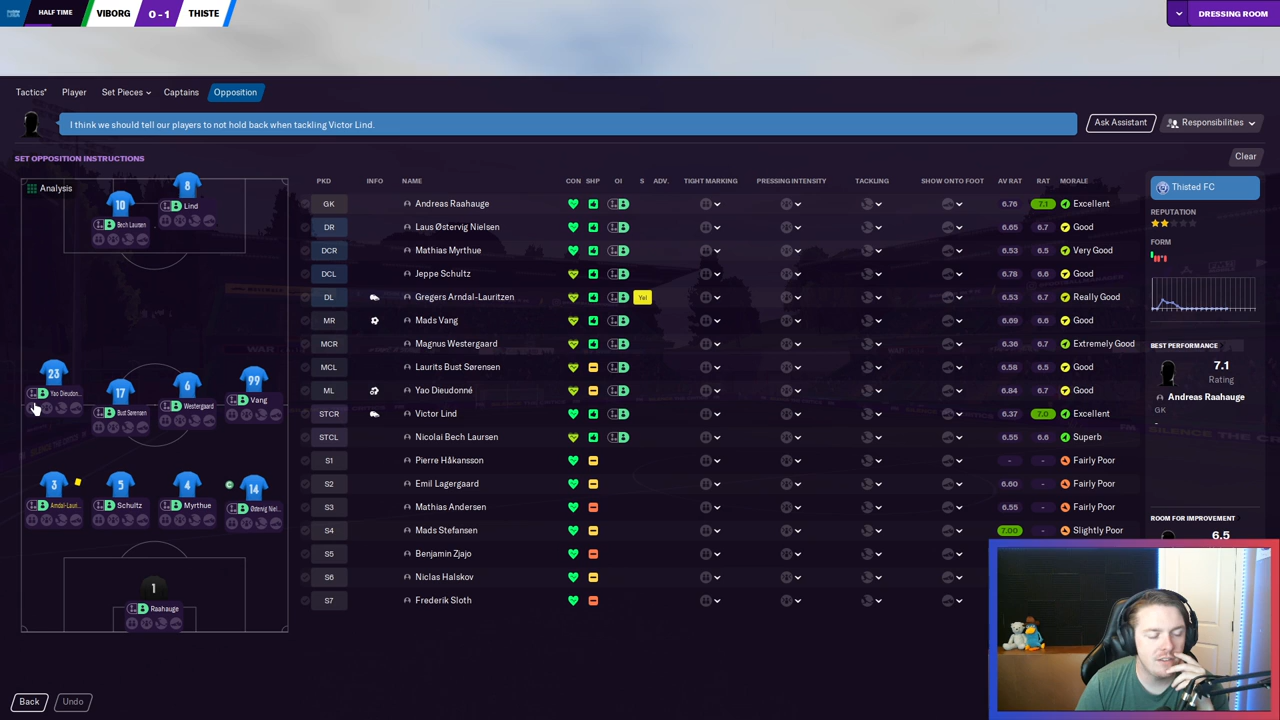 HALF TIME VIBORG 0 - 1 THISTE DRESSING ROOM
Tactics* Player Set Pieces Captains Opposition
I think we should tell our players to not hold back when tackling Victor Lind.
Ask Assistant Responsibilities
SET OPPOSITION INSTRUCTIONS
Clear
Analysis
8
Lind
10
Bech Laursen
23
Yao Dieudon...
17
Bust Sørensen
6
Westergaard
99
Vang
3
Arndal-Lauri...
5
Schultz
4
Myrthue
14
Østervig Niel...
1
Raahauge
PKD INFO NAME CON SHP OI S ADV. TIGHT MARKING PRESSING INTENSITY TACKLING SHOW ONTO FOOT AV RAT RAT MORALE
GK Andreas Raahauge 6.76 7.1 Excellent
DR Laus Østervig Nielsen 6.65 6.7 Good
DCR Mathias Myrthue 6.53 6.5 Very Good
DCL Jeppe Schultz 6.78 6.6 Good
DL Gregers Arndal-Lauritzen Yel 6.53 6.7 Really Good
MR Mads Vang 6.69 6.6 Good
MCR Magnus Westergaard 6.36 6.7 Extremely Good
MCL Laurits Bust Sørensen 6.58 6.5 Good
ML Yao Dieudonné 6.84 6.7 Good
STCR Victor Lind 6.37 7.0 Excellent
STCL Nicolai Bech Laursen 6.55 6.6 Superb
S1 Pierre Håkansson - - Fairly Poor
S2 Emil Lagergaard 6.60 - Fairly Poor
S3 Mathias Andersen 6.55 - Fairly Poor
S4 Mads Stefansen 7.00 - Slightly Poor
S5 Benjamin Zjajo
S6 Niclas Halskov
S7 Frederik Sloth
Thisted FC
REPUTATION
FORM
BEST PERFORMANCE
7.1
Rating
Andreas Raahauge
GK
-
ROOM FOR IMPROVEMENT
6.5
Back Undo